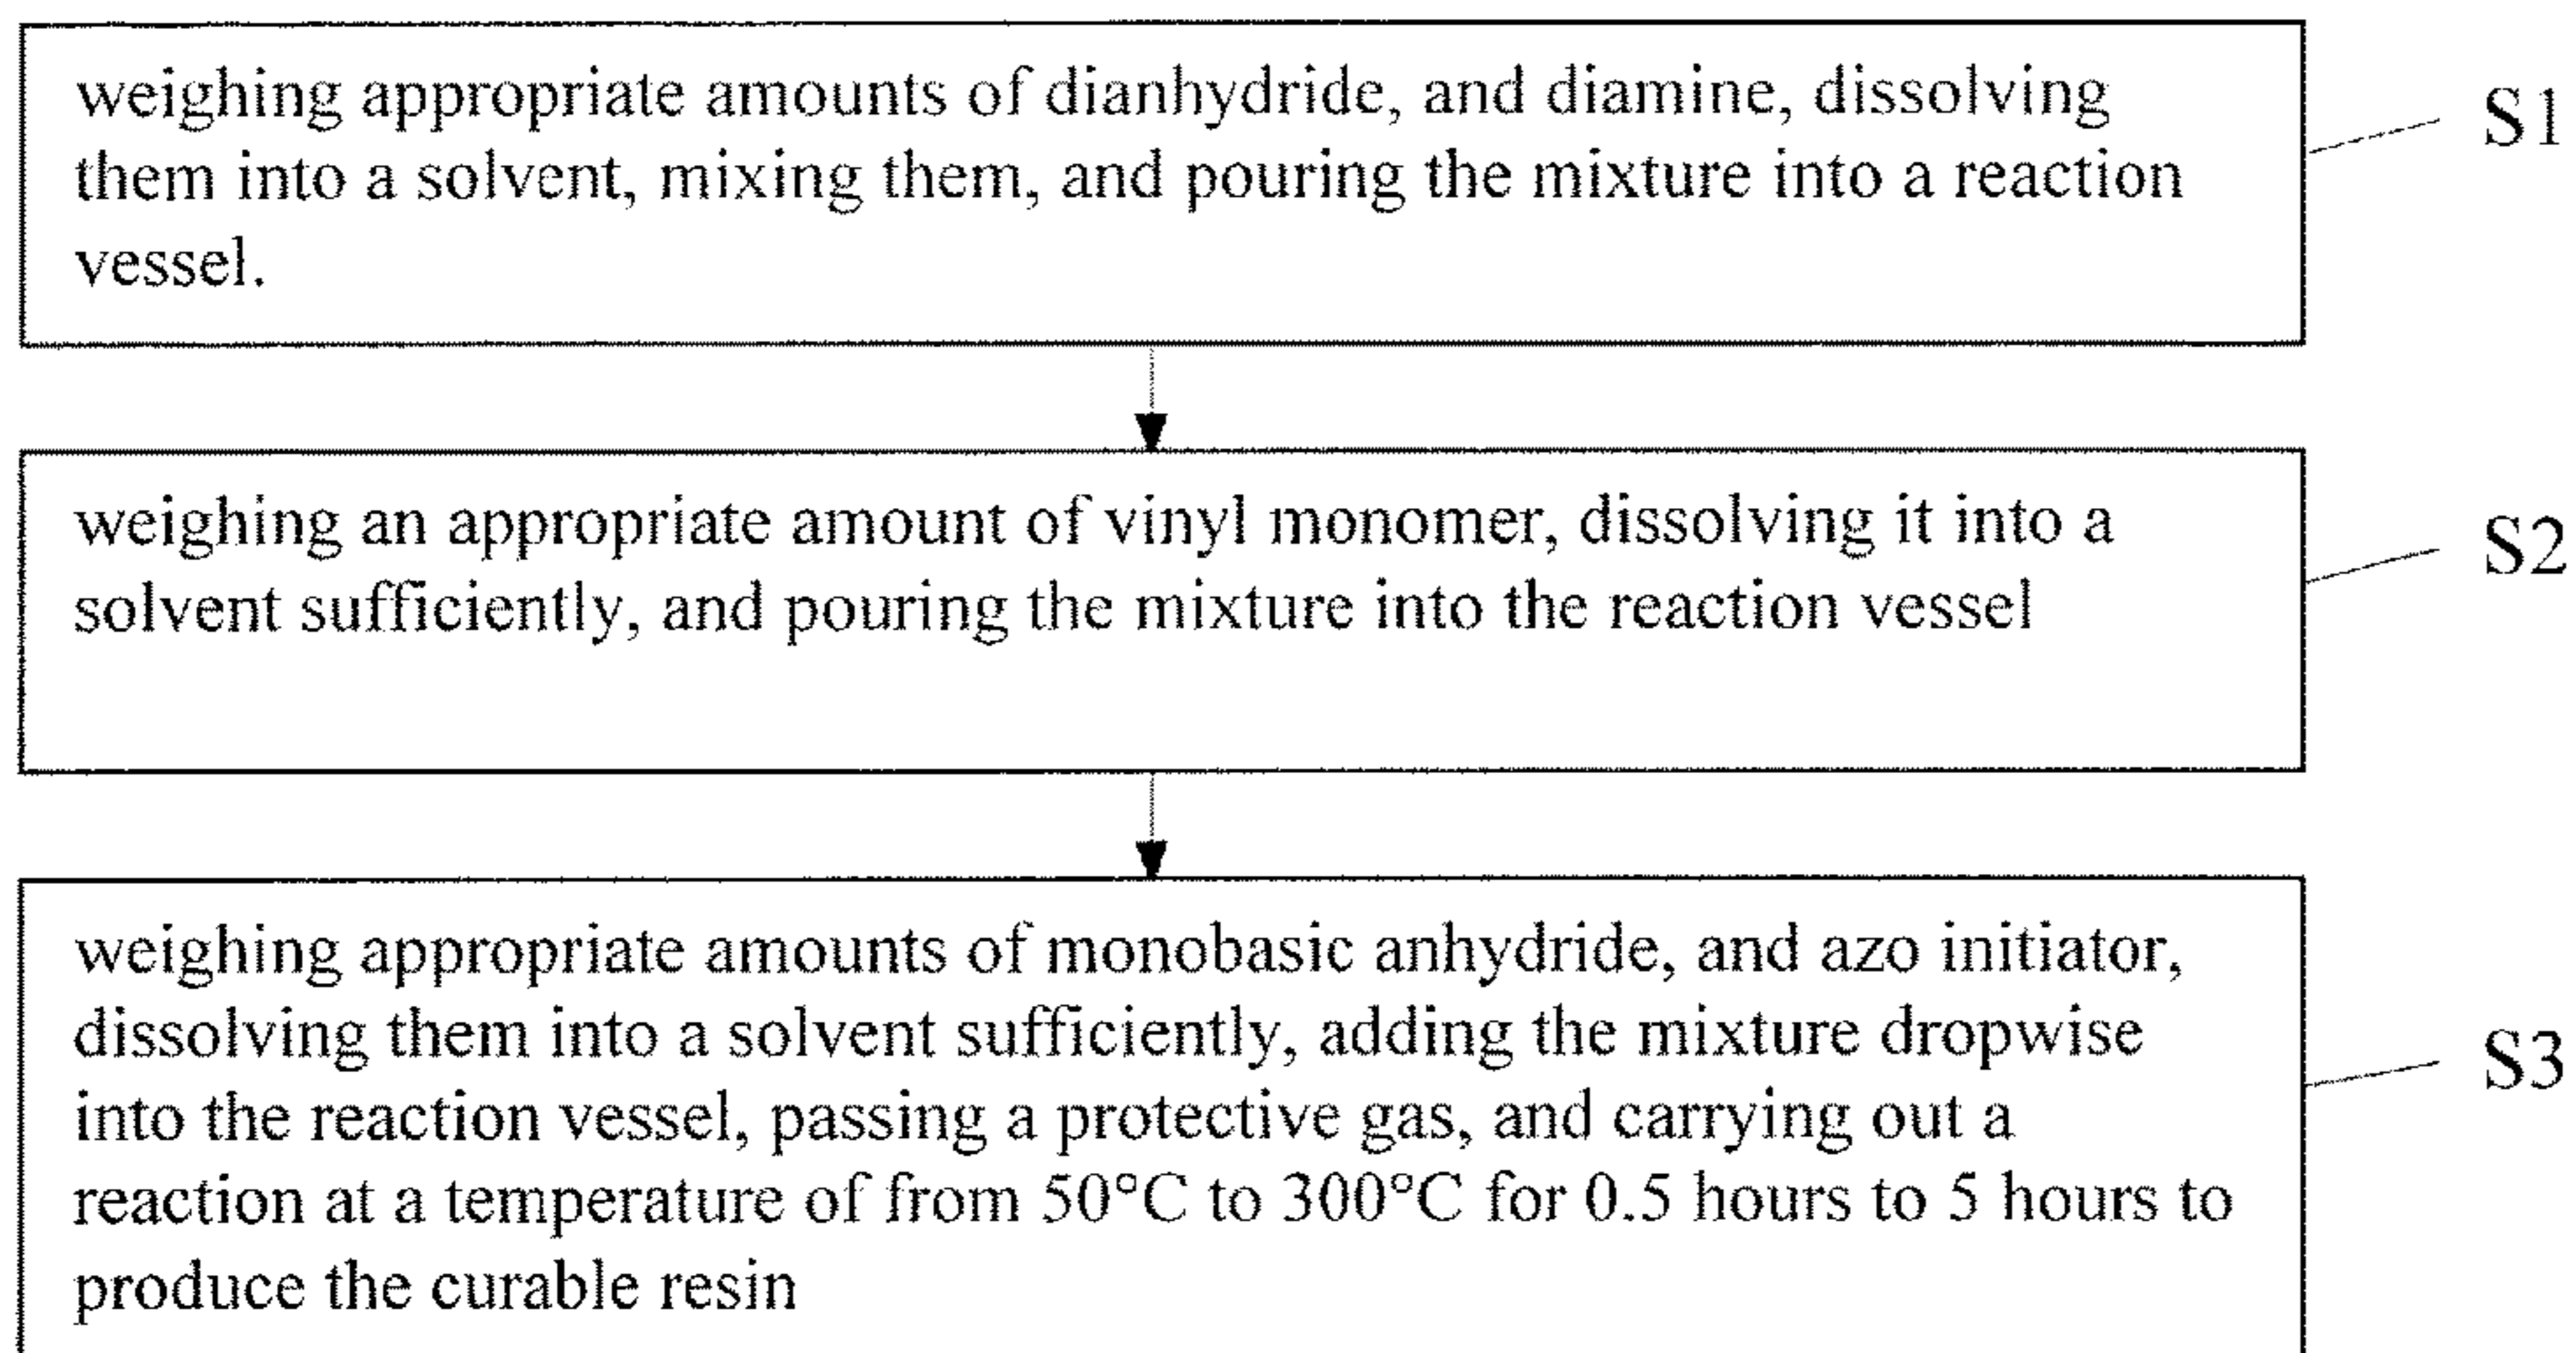 weighing appropriate amounts of dianhydride, and diamine, dissolving
them into a solvent, mixing them, and pouring the mixture into a reaction
vessel.
S1
weighing an appropriate amount of vinyl monomer, dissolving it into a
solvent sufficiently, and pouring the mixture into the reaction vessel
S2
weighing appropriate amounts of monobasic anhydride, and azo initiator,
dissolving them into a solvent sufficiently, adding the mixture dropwise
into the reaction vessel, passing a protective gas, and carrying out a
reaction at a temperature of from 50°C to 300°C for 0.5 hours to 5 hours to
produce the curable resin
S3